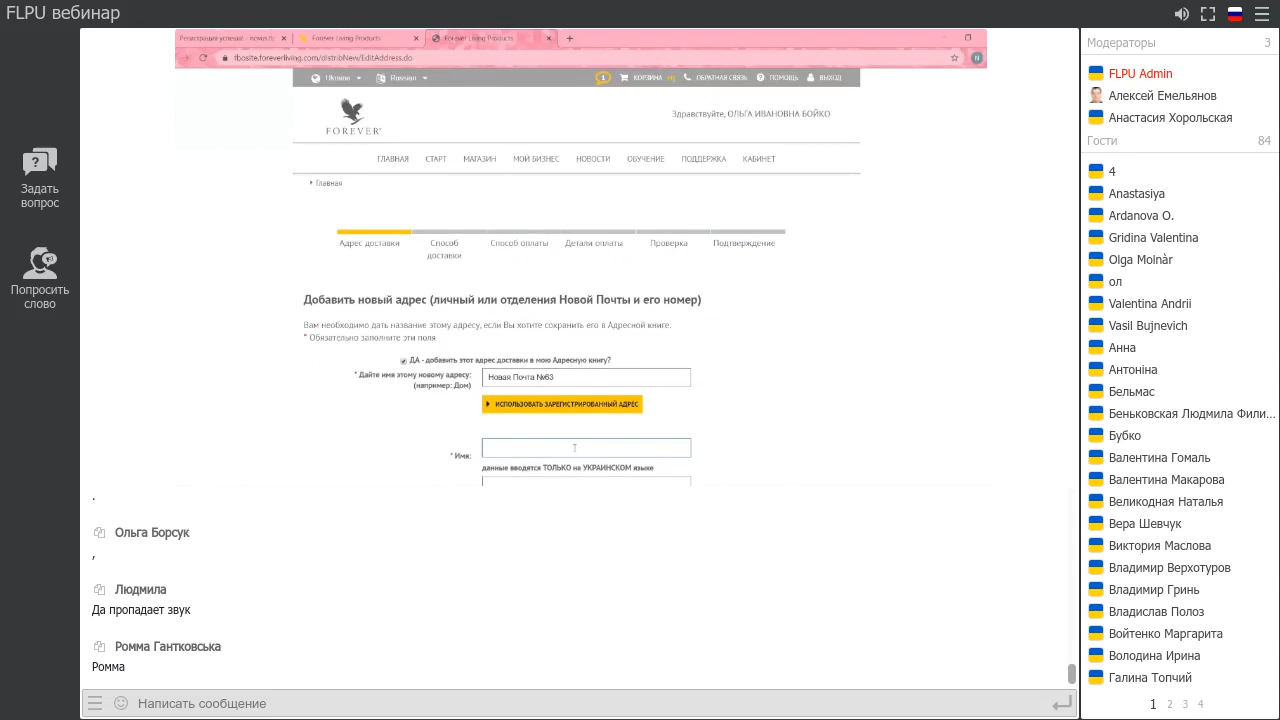 FLPU вебинар
Задать
вопрос
Попросить
слово
Forever Living Products
Forever Living Products
fbosite.foreverliving.com/distribNew/EditAddress.do
N
Ukraine
Russian
1
КОРЗИНА
ОБРАТНАЯ СВЯЗЬ
ПОМОЩЬ
ВЫХОД
FOREVER
Здравствуйте, ОЛЬГА ИВАНОВНА БОЙКО
ГЛАВНАЯ СТАРТ МАГАЗИН МОЙ БИЗНЕС НОВОСТИ ОБУЧЕНИЕ ПОДДЕРЖКА КАБИНЕТ
Главная
Адрес доставки
Способ
доставки
Способ оплаты
Детали оплаты
Проверка
Подтверждение
Добавить новый адрес (личный или отделения Новой Почты и его номер)
Вам необходимо дать название этому адресу, если Вы хотите сохранить его в Адресной книге.
* Обязательно заполните эти поля
ДА - добавить этот адрес доставки в мою Адресную книгу?
* Дайте имя этому новому адресу:
(например: Дом)
Новая Почта №63
ИСПОЛЬЗОВАТЬ ЗАРЕГИСТРИРОВАННЫЙ АДРЕС
* Имя:
данные вводятся ТОЛЬКО на УКРАИНСКОМ языке
.
Ольга Борсук
,
Людмила
Да пропадает звук
Ромма Гантковська
Ромма
Написать сообщение
Модераторы 3
FLPU Admin
Алексей Емельянов
Анастасия Хорольская
Гости 84
4
Anastasiya
Ardanova O.
Gridina Valentina
Olga Molnàr
ол
Valentina Andrii
Vasil Bujnevich
Анна
Антоніна
Бельмас
Беньковская Людмила Фили...
Бубко
Валентина Гомаль
Валентина Макарова
Великодная Наталья
Вера Шевчук
Виктория Маслова
Владимир Верхотуров
Владимир Гринь
Владислав Полоз
Войтенко Маргарита
Володина Ирина
Галина Топчий
1 2 3 4